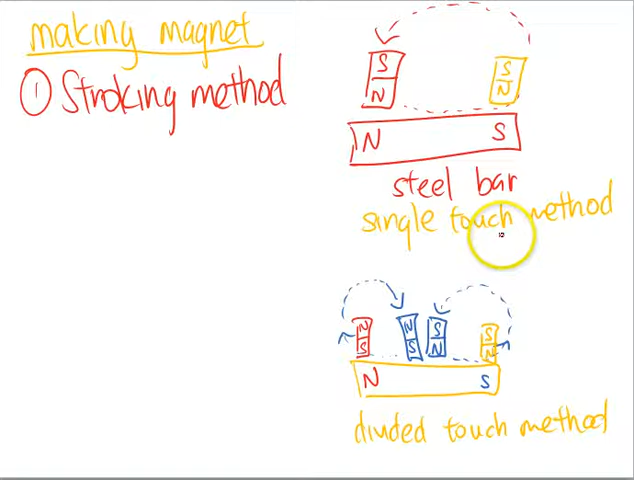 making magnet
① Stroking method
S
N
S
N
N S
steel bar
single touch method
N
S
N
S
S
N
S
N
N S
divided touch method